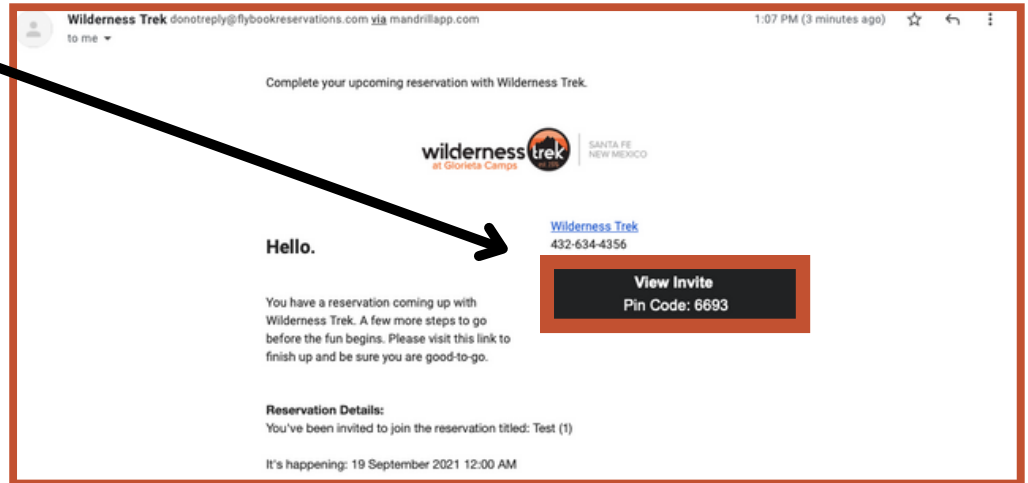 Wilderness Trek donotreply@flybookreservations.com via mandrillapp.com
1:07 PM (3 minutes ago)
to me
Complete your upcoming reservation with Wilderness Trek.
wilderness trek
at Glorieta Camps
SANTA FE
NEW MEXICO
Wilderness Trek
432-634-4356
Hello.
View Invite
Pin Code: 6693
You have a reservation coming up with
Wilderness Trek. A few more steps to go
before the fun begins. Please visit this link to
finish up and be sure you are good-to-go.
Reservation Details:
You've been invited to join the reservation titled: Test (1)
It's happening: 19 September 2021 12:00 AM